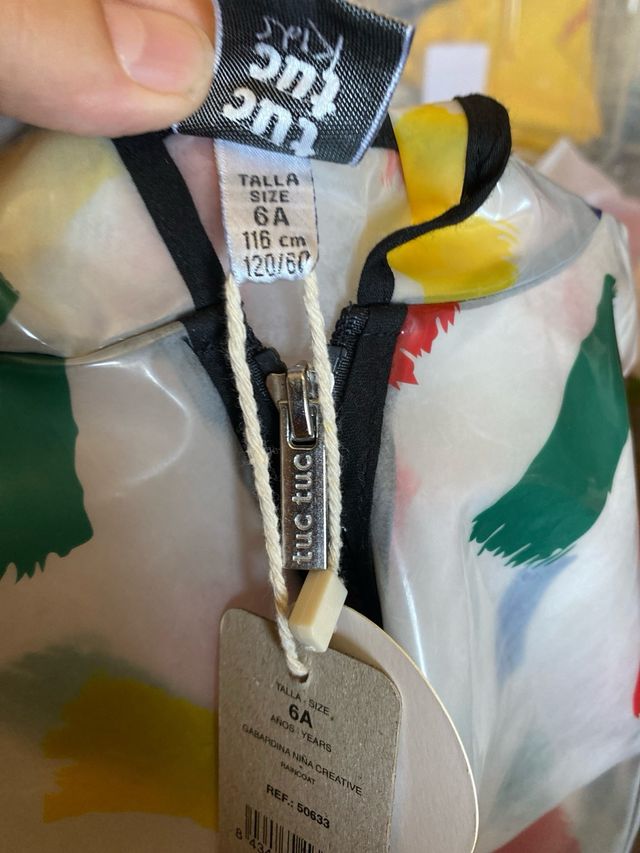 tuc
tuc
Kids
TALLA
SIZE
6A
116 cm
120/60
tuc tuc
TALLA . SIZE
6A
AÑOS . YEARS
GABARDINA NIÑA CREATIVE
RAINCOAT
REF.: 50633